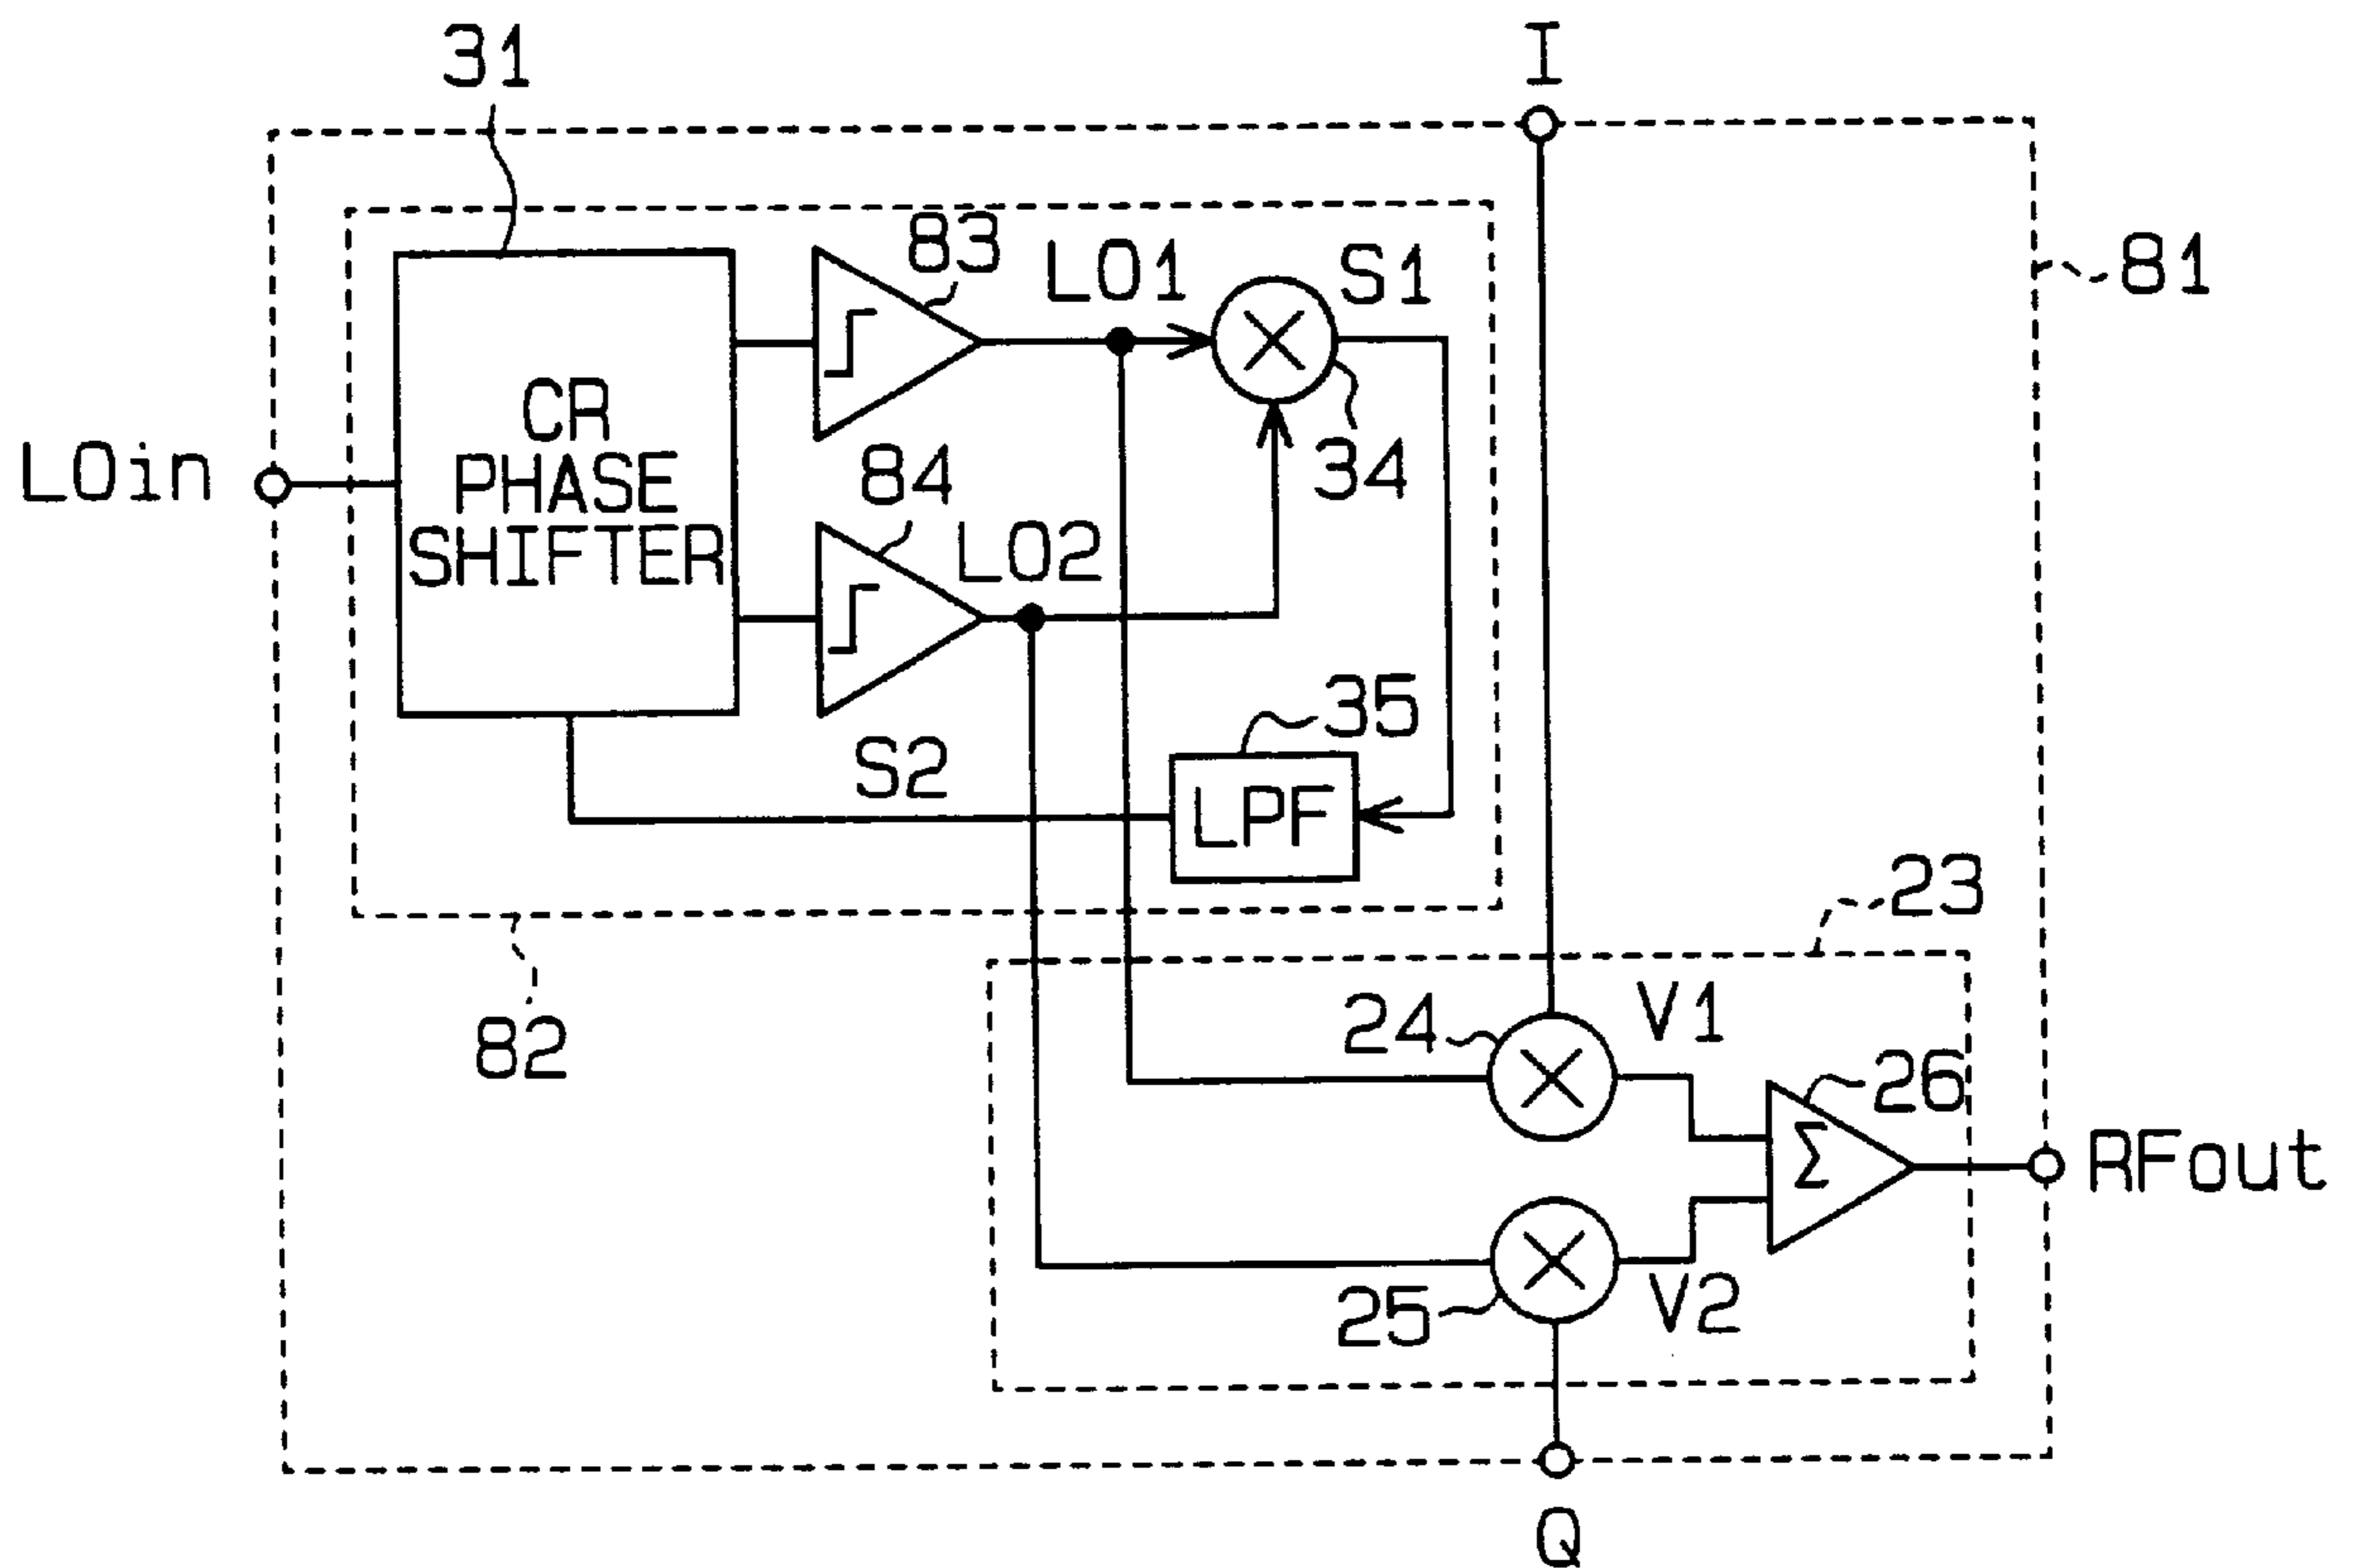 31
I
81
83
LO1
S1
CR
PHASE
SHIFTER
34
LOin
84
LO2
35
S2
LPF
23
82
24
V1
26
Σ
RFout
25
V2
Q